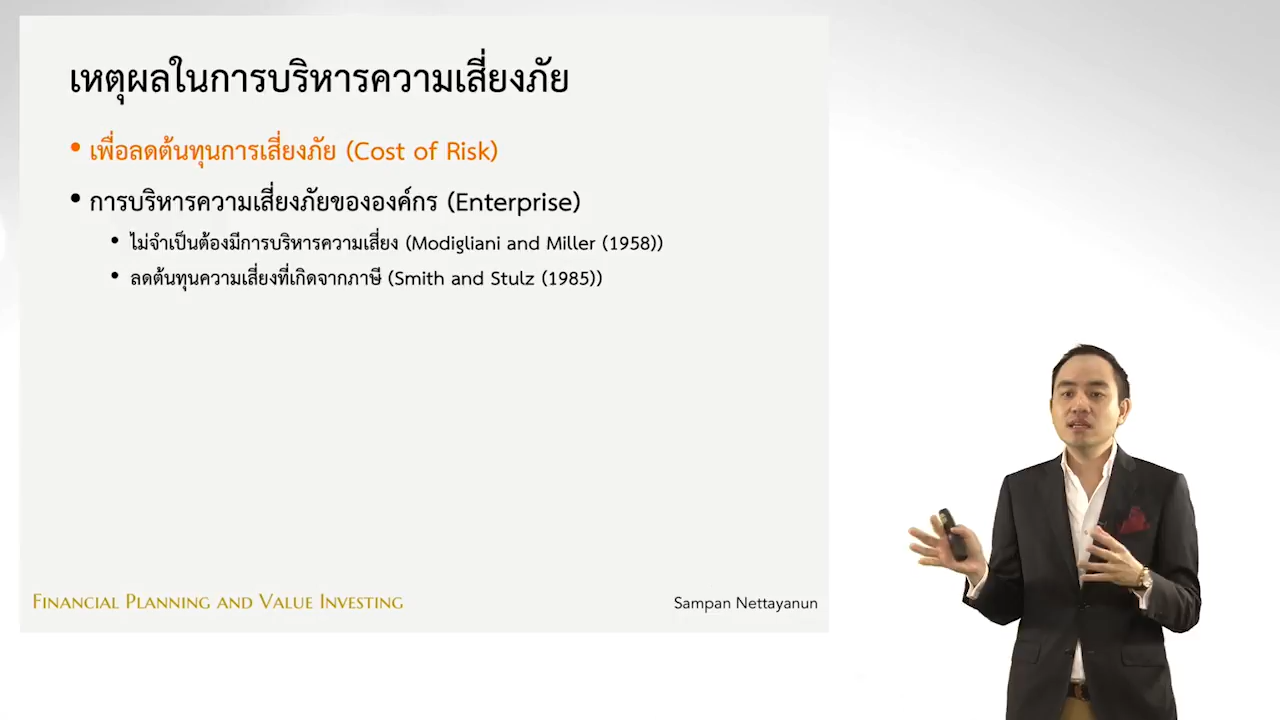 เหตุผลในการบริหารความเสี่ยงภัย
• เพื่อลดต้นทุนการเสี่ยงภัย (Cost of Risk)
• การบริหารความเสี่ยงภัยขององค์กร (Enterprise)
• ไม่จำเป็นต้องมีการบริหารความเสี่ยง (Modigliani and Miller (1958))
• ลดต้นทุนความเสี่ยงที่เกิดจากภาษี (Smith and Stulz (1985))
Financial Planning and Value Investing
Sampan Nettayanun